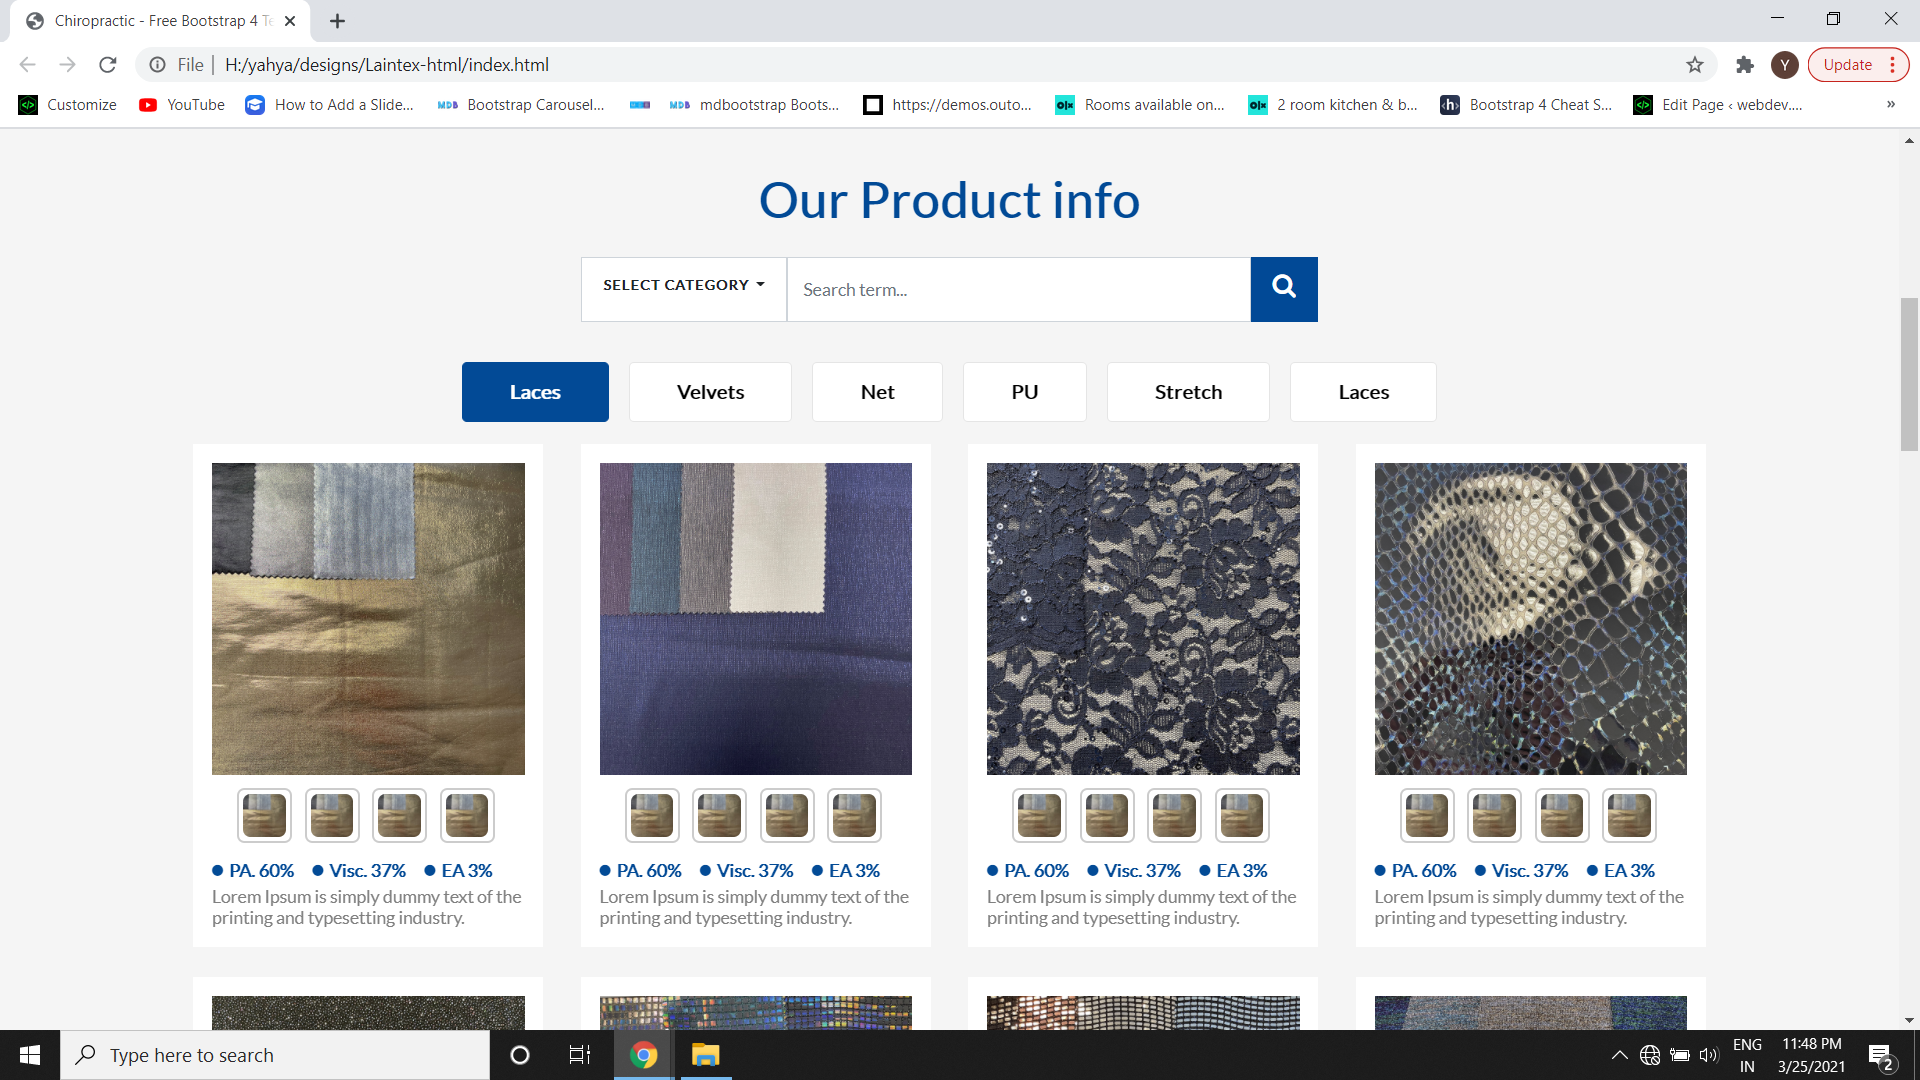 Chiropractic - Free Bootstrap 4 Te
File | H:/yahya/designs/Laintex-html/index.html
Y
Update
Customize
YouTube
How to Add a Slide...
MDB Bootstrap Carousel...
MDB mdbootstrap Boots...
https://demos.outo...
olx Rooms available on...
olx 2 room kitchen & b...
<h> Bootstrap 4 Cheat S...
</> Edit Page ‹ webdev....
»
Our Product info
SELECT CATEGORY
Search term...
Laces
Velvets
Net
PU
Stretch
Laces
PA. 60% Visc. 37% EA 3%
Lorem Ipsum is simply dummy text of the
printing and typesetting industry.
PA. 60% Visc. 37% EA 3%
Lorem Ipsum is simply dummy text of the
printing and typesetting industry.
PA. 60% Visc. 37% EA 3%
Lorem Ipsum is simply dummy text of the
printing and typesetting industry.
PA. 60% Visc. 37% EA 3%
Lorem Ipsum is simply dummy text of the
printing and typesetting industry.
Type here to search
ENG
IN
11:48 PM
3/25/2021
2